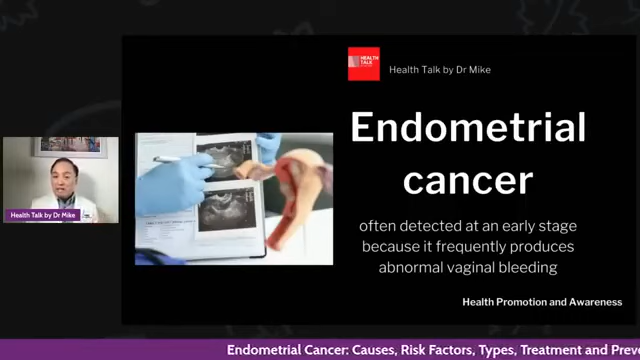 HEALTH
TALK
Health Talk by Dr Mike
Endometrial
cancer
often detected at an early stage
because it frequently produces
abnormal vaginal bleeding
Health Talk by Dr Mike
Health Promotion and Awareness
Endometrial Cancer: Causes, Risk Factors, Types, Treatment and Preve